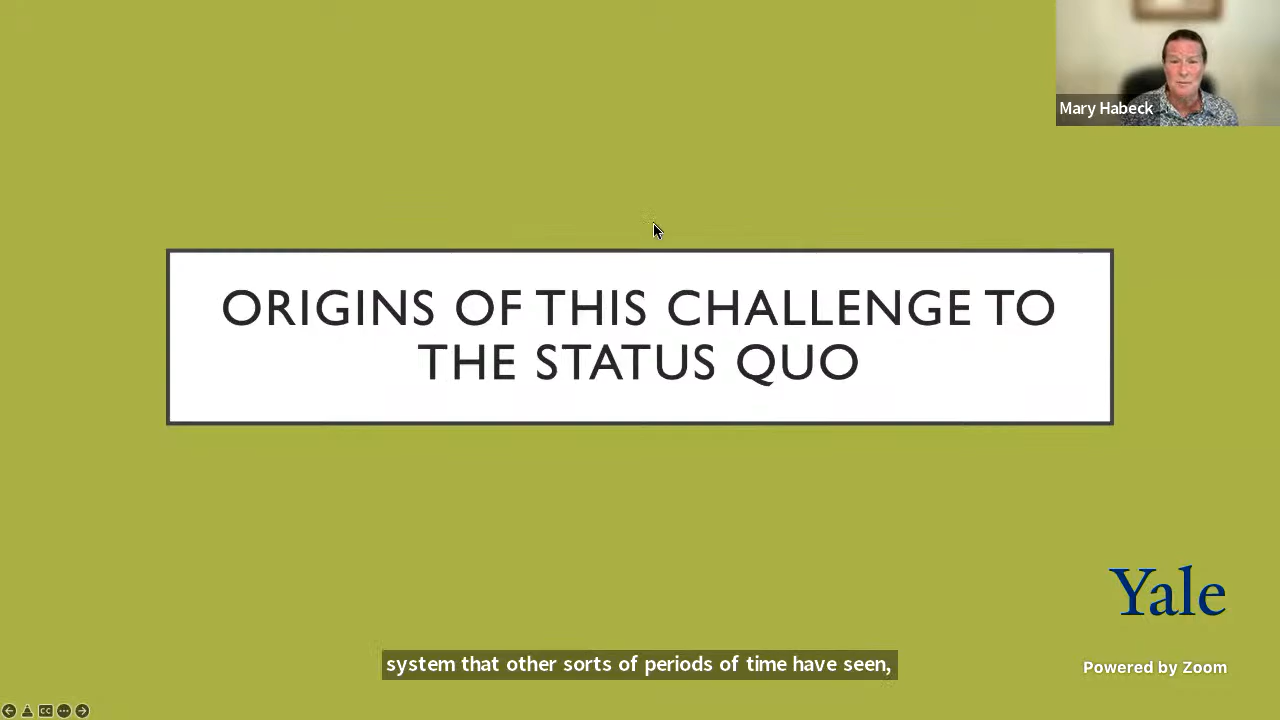 Mary Habeck
ORIGINS OF THIS CHALLENGE TO
THE STATUS QUO
Yale
system that other sorts of periods of time have seen,
Powered by Zoom
CC